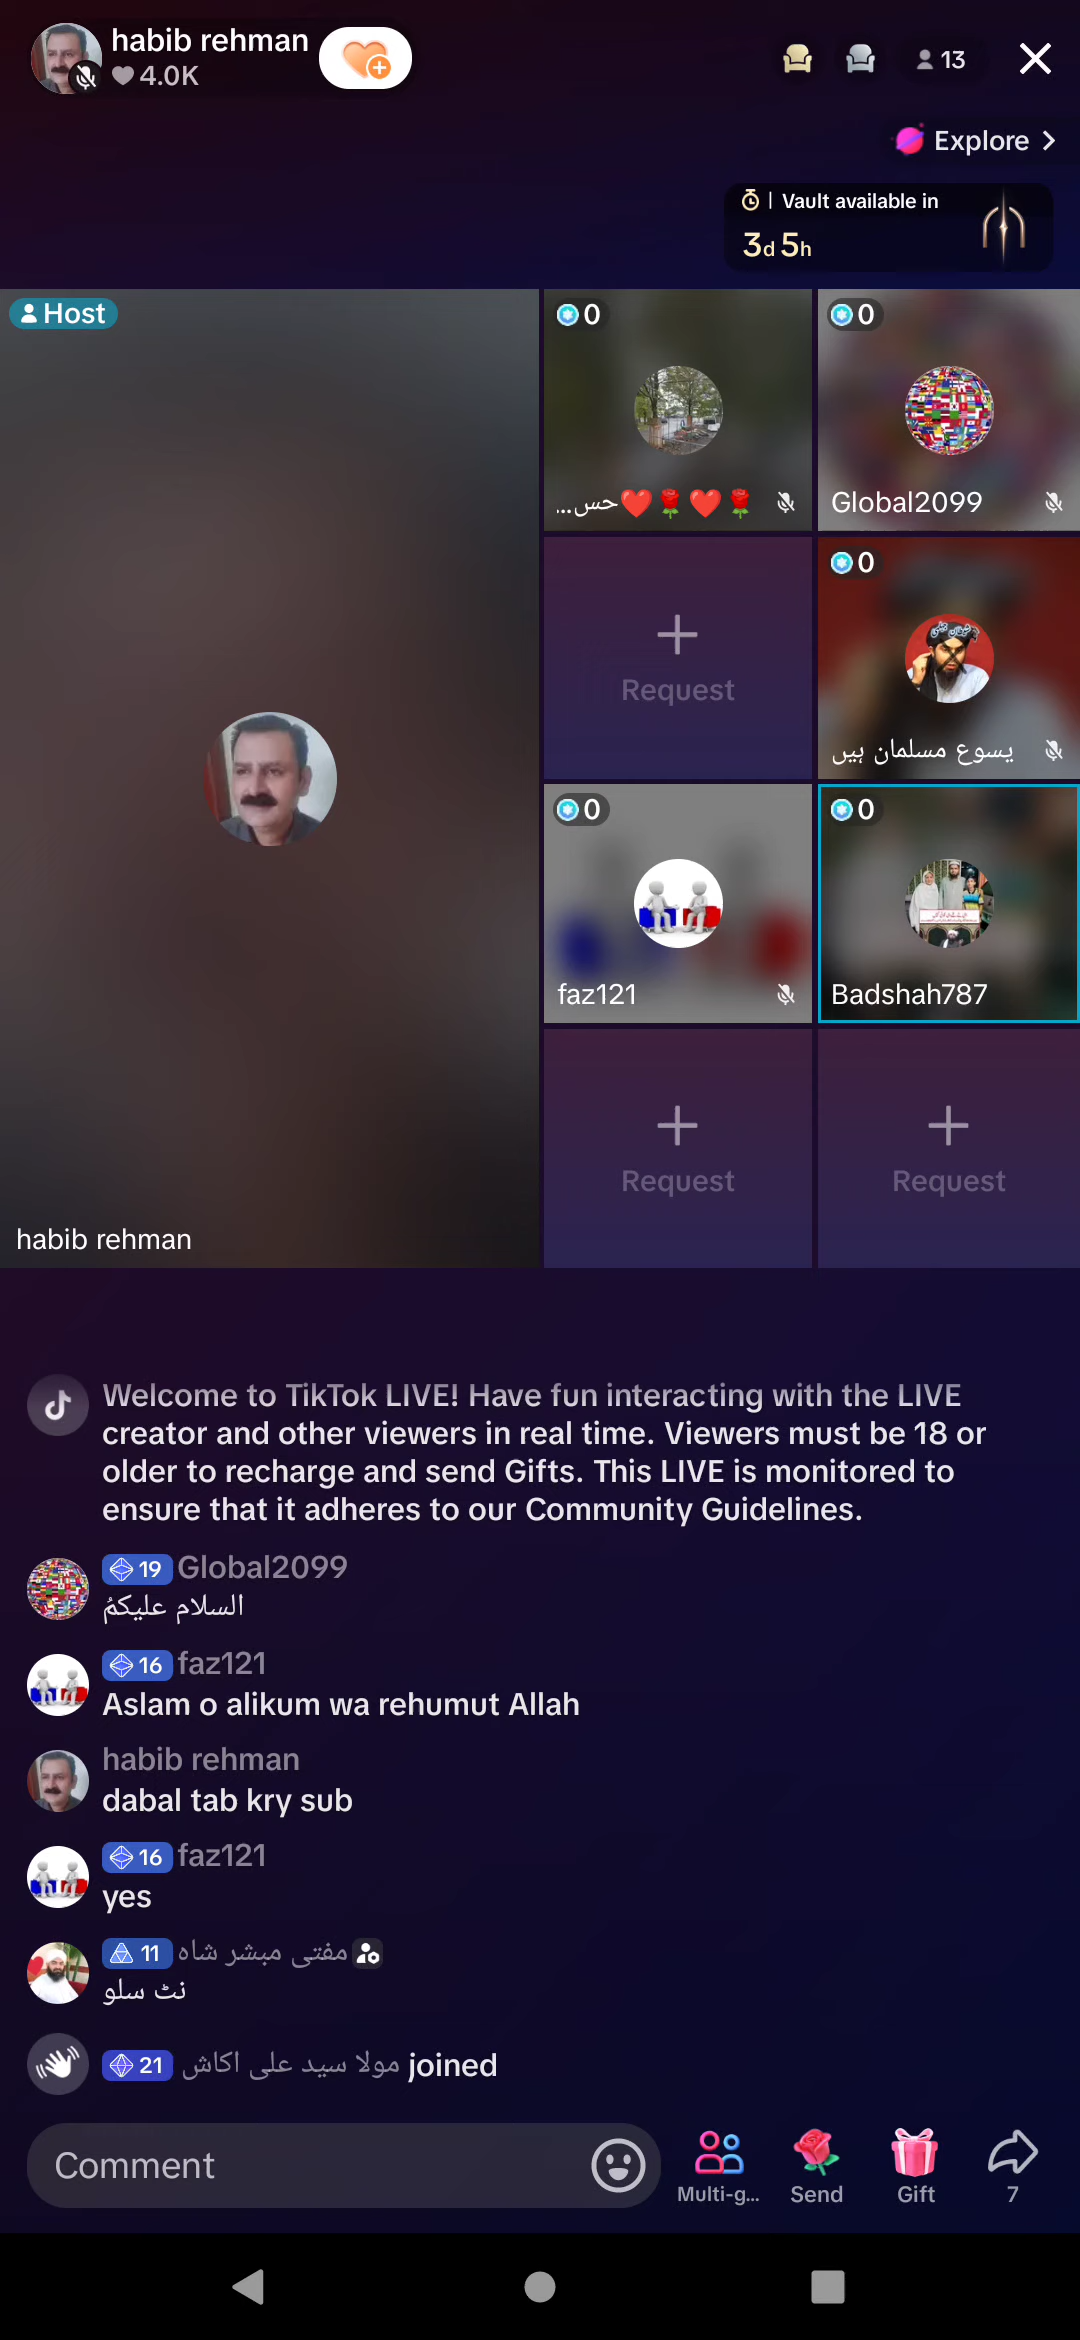 habib rehman
4.0K
13
Explore
Vault available in
3d 5h
Host
0
0
حس...❤️🌹❤️🌹
Global2099
Request
0
یسوع مسلمان ہیں
0
faz121
0
Badshah787
Request
Request
habib rehman
Welcome to TikTok LIVE! Have fun interacting with the LIVE
creator and other viewers in real time. Viewers must be 18 or
older to recharge and send Gifts. This LIVE is monitored to
ensure that it adheres to our Community Guidelines.
19 Global2099
السلام علیکمُ
16 faz121
Aslam o alikum wa rehumut Allah
habib rehman
dabal tab kry sub
16 faz121
yes
11 مفتی مبشر شاہ
نٹ سلو
21 مولا سید علی اکاش joined
Comment
Multi-g...
Send
Gift
7